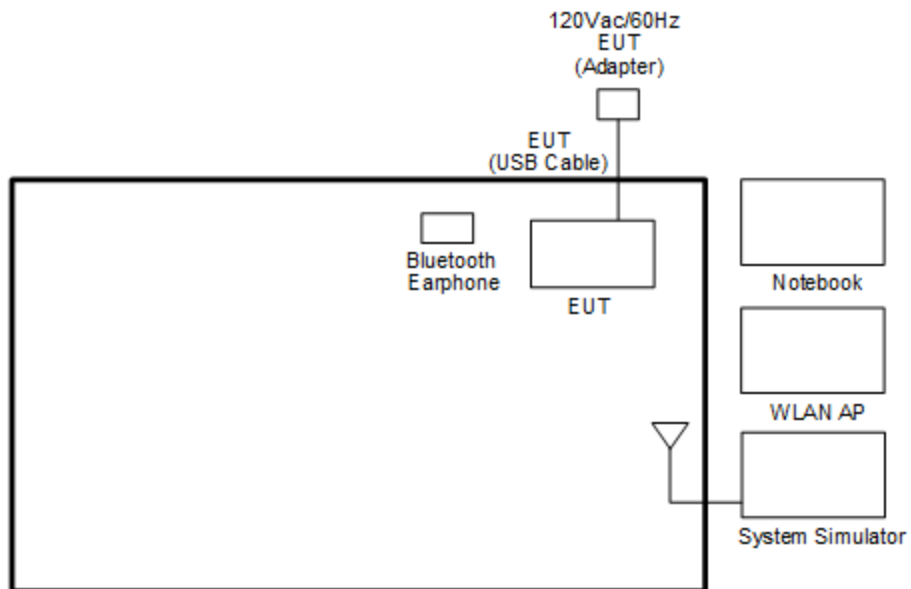 120Vac/60Hz
EUT
(Adapter)
EUT
(USB Cable)
Bluetooth
Earphone
EUT
Notebook
WLAN AP
System Simulator